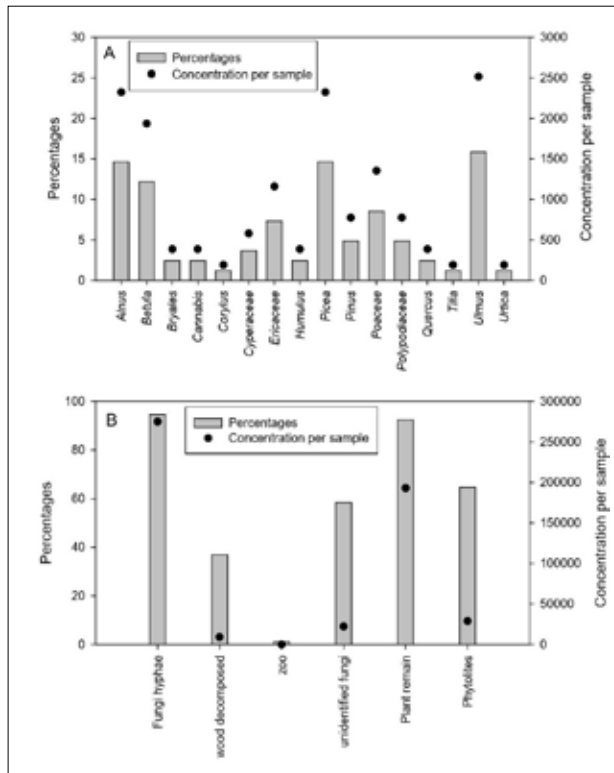 A
Percentages
Concentration per sample
30
25
20
15
10
5
0
Percentages
3000
2500
2000
1500
1000
500
0
Concentration per sample
Alnus
Betula
Bryales
Cannabis
Corylus
Cyperaceae
Ericaceae
Humulus
Picea
Pinus
Poaceae
Polypodiaceae
Quercus
Tilia
Ulmus
Urtica
B
Percentages
Concentration per sample
100
80
60
40
20
0
Percentages
300000
250000
200000
150000
100000
50000
0
Concentration per sample
Fungi hyphae
wood decomposed
zoo
unidentified fungi
Plant remain
Phytolites